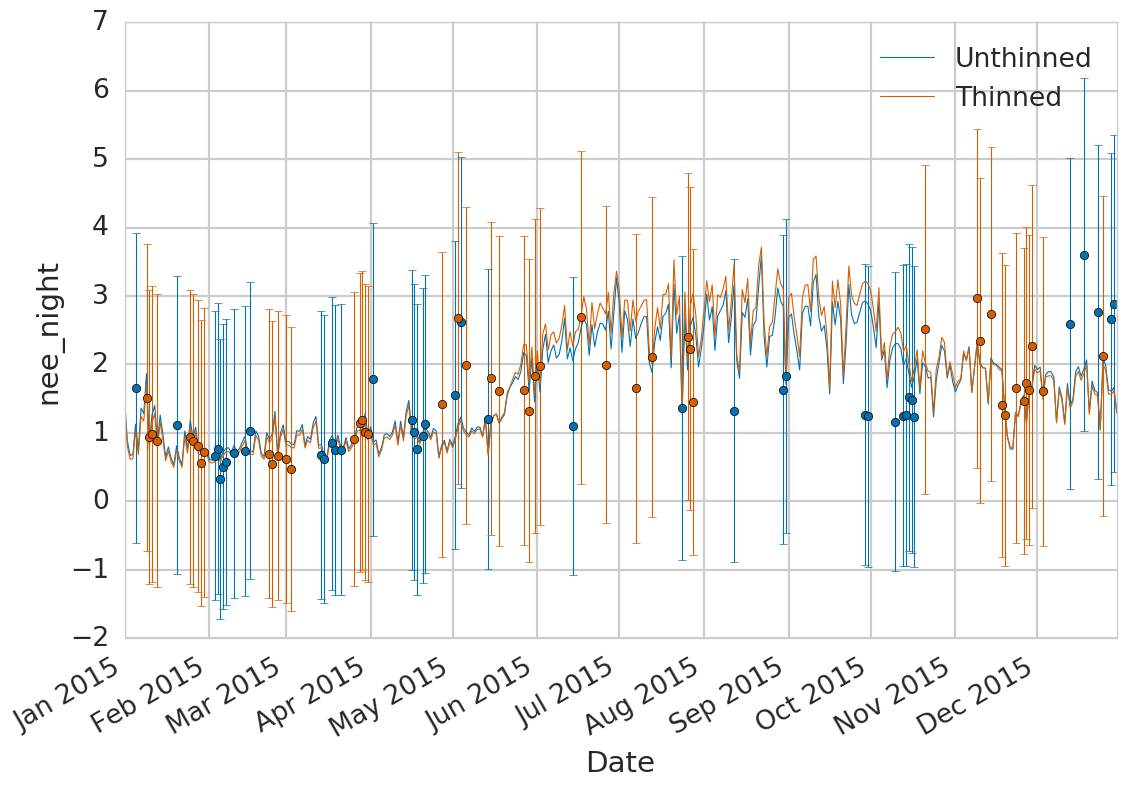 7
6
5
4
3
2
1
0
−1
−2
nee_night
Unthinned
Thinned
Jan 2015
Feb 2015
Mar 2015
Apr 2015
May 2015
Jun 2015
Jul 2015
Aug 2015
Sep 2015
Oct 2015
Nov 2015
Dec 2015
Date